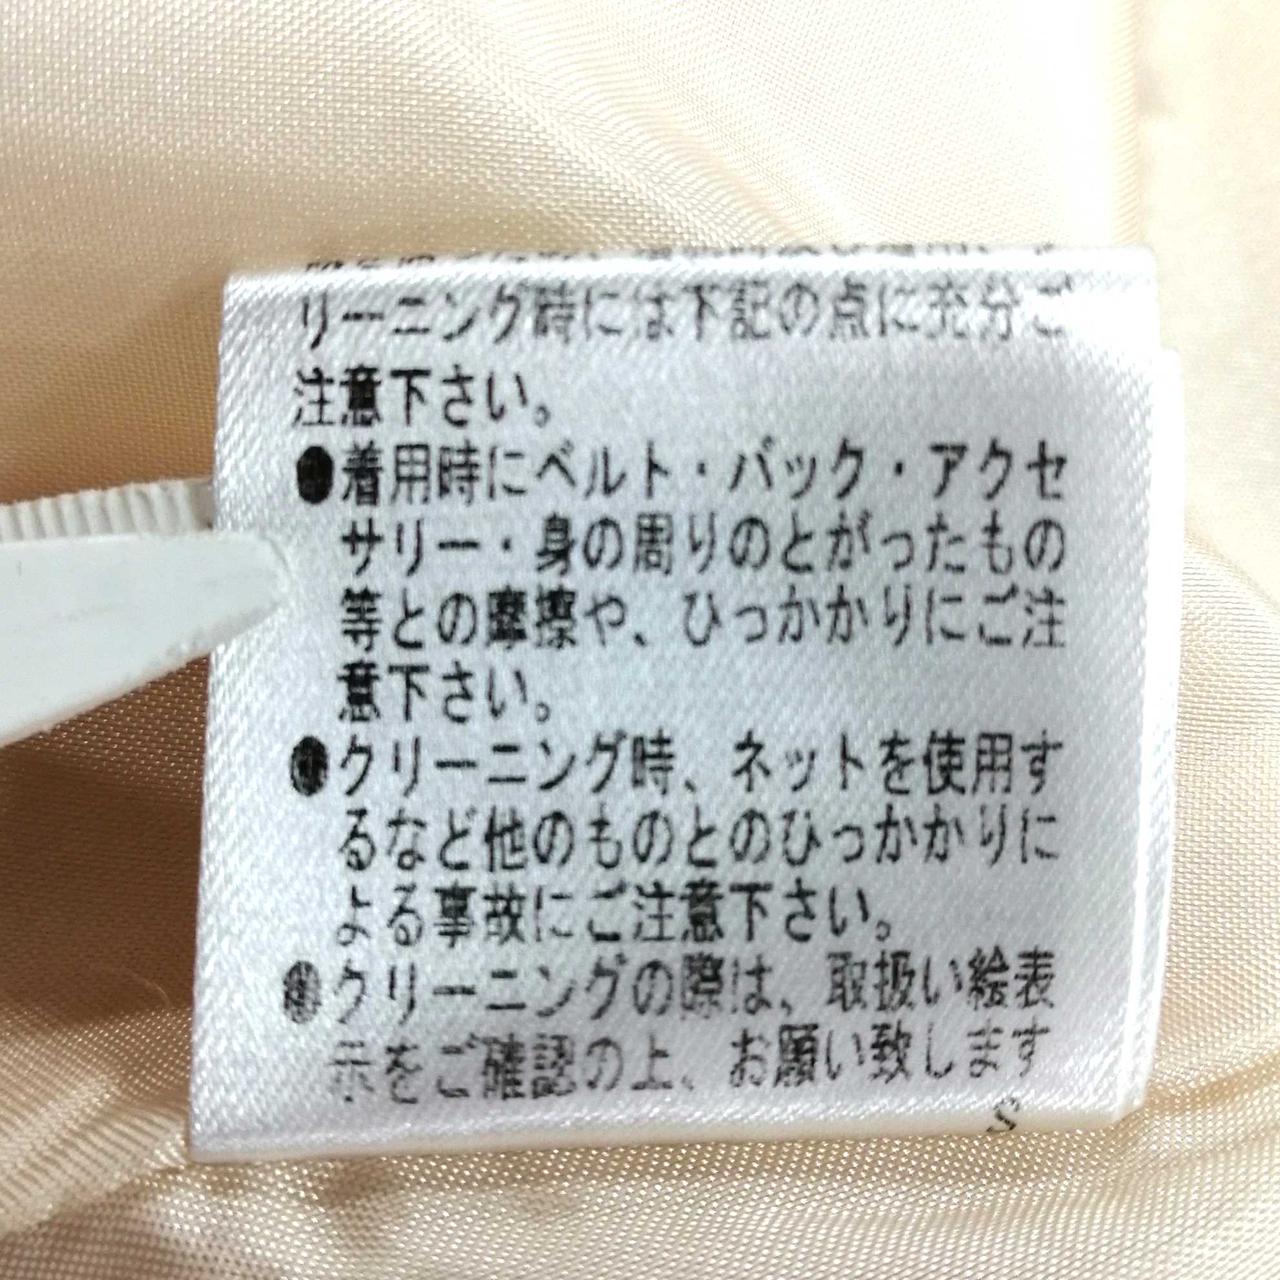 リーニング時には下記の点に充分ご
注意下さい。
●着用時にベルト・バック・アクセ
サリー・身の周りのとがったもの
等との摩擦や、ひっかかりにご注
意下さい。
●クリーニング時、ネットを使用す
るなど他のものとのひっかかりに
よる事故にご注意下さい。
●クリーニングの際は、取扱い絵表
示をご確認の上、お願い致します